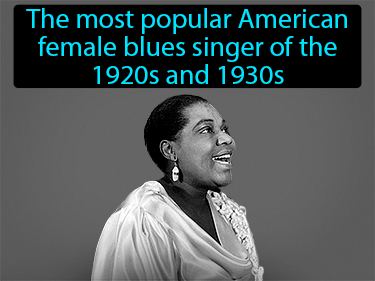 The most popular American
female blues singer of the
1920s and 1930s